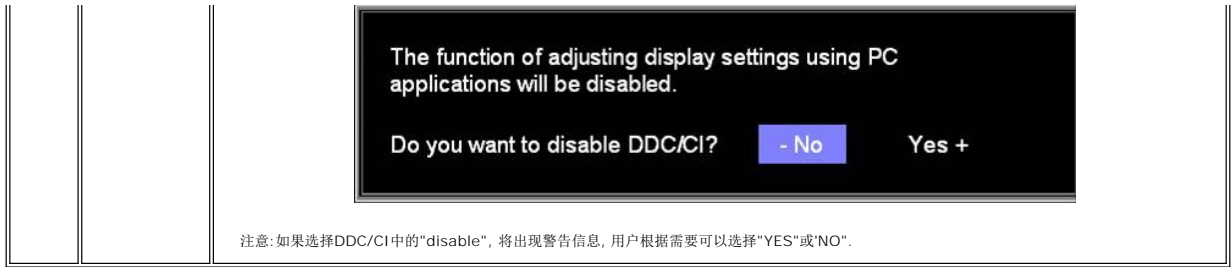 The function of adjusting display settings using PC
applications will be disabled.
Do you want to disable DDC/CI? - No Yes +
注意:如果选择DDC/CI中的"disable", 将出现警告信息, 用户根据需要可以选择"YES"或'NO".